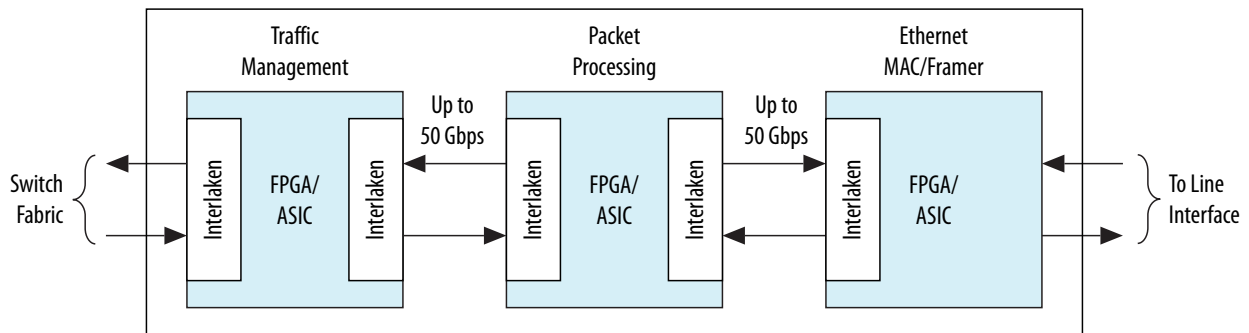 Traffic
Management
Packet
Processing
Ethernet
MAC/Framer
Up to
50 Gbps
Up to
50 Gbps
Switch
Fabric
Interlaken
FPGA/
ASIC
Interlaken
Interlaken
FPGA/
ASIC
Interlaken
Interlaken
FPGA/
ASIC
To Line
Interface